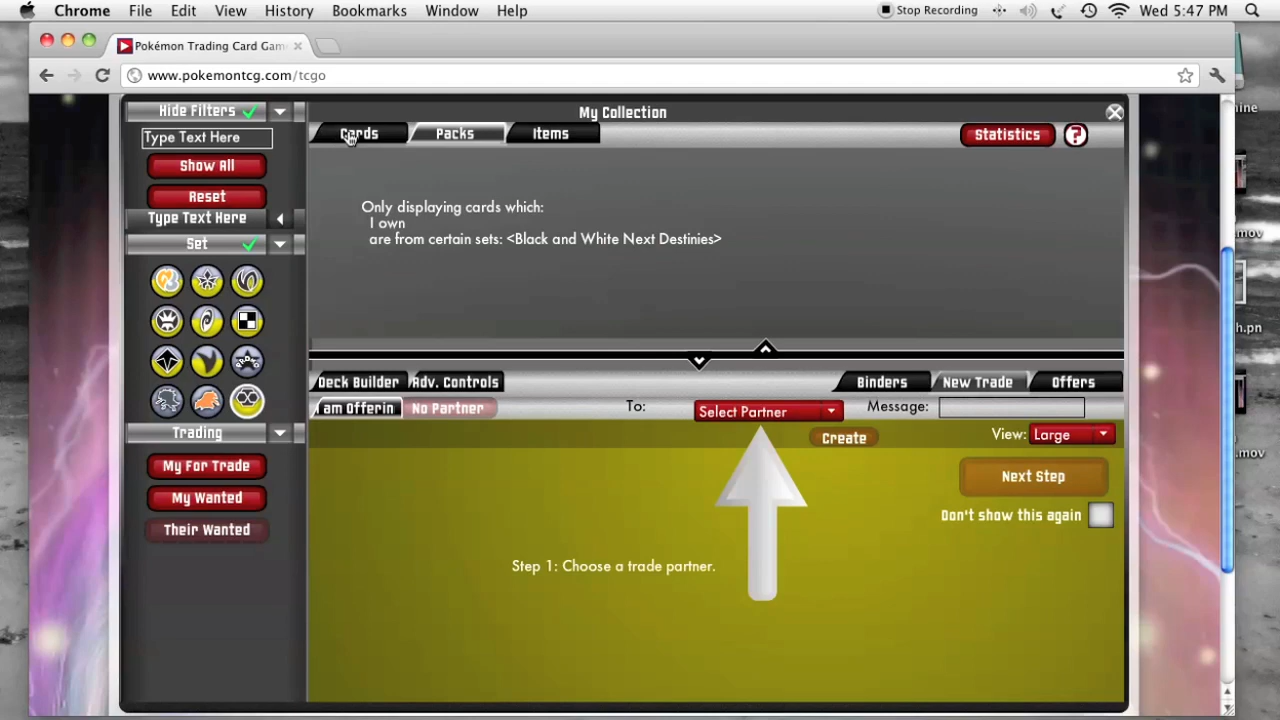 Chrome File Edit View History Bookmarks Window Help Stop Recording Wed 5:47 PM
Pokémon Trading Card Gam
www.pokemontcg.com/tcgo
Hide Filters
Type Text Here
Show All
Reset
Type Text Here
Set
Trading
My For Trade
My Wanted
Their Wanted
My Collection
Cards Packs Items Statistics ?
Only displaying cards which:
I own
are from certain sets: <Black and White Next Destinies>
Deck Builder Adv. Controls Binders New Trade Offers
I am Offerin No Partner To: Select Partner Message:
Create View: Large
Next Step
Don't show this again
Step 1: Choose a trade partner.
.mov
h.pn
.mov